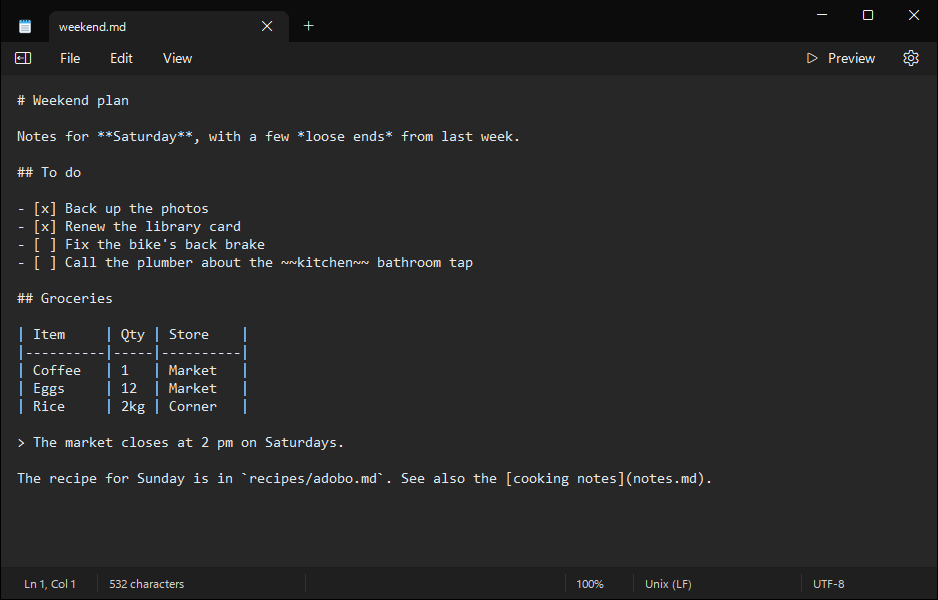 weekend.md
File Edit View Preview
# Weekend plan
Notes for **Saturday**, with a few *loose ends* from last week.
## To do
- [x] Back up the photos
- [x] Renew the library card
- [ ] Fix the bike's back brake
- [ ] Call the plumber about the ~~kitchen~~ bathroom tap
## Groceries
| Item     | Qty | Store    |
|----------|-----|----------|
| Coffee   | 1   | Market   |
| Eggs     | 12  | Market   |
| Rice     | 2kg | Corner   |
> The market closes at 2 pm on Saturdays.
The recipe for Sunday is in `recipes/adobo.md`. See also the [cooking notes](notes.md).
Ln 1, Col 1 532 characters 100% Unix (LF) UTF-8